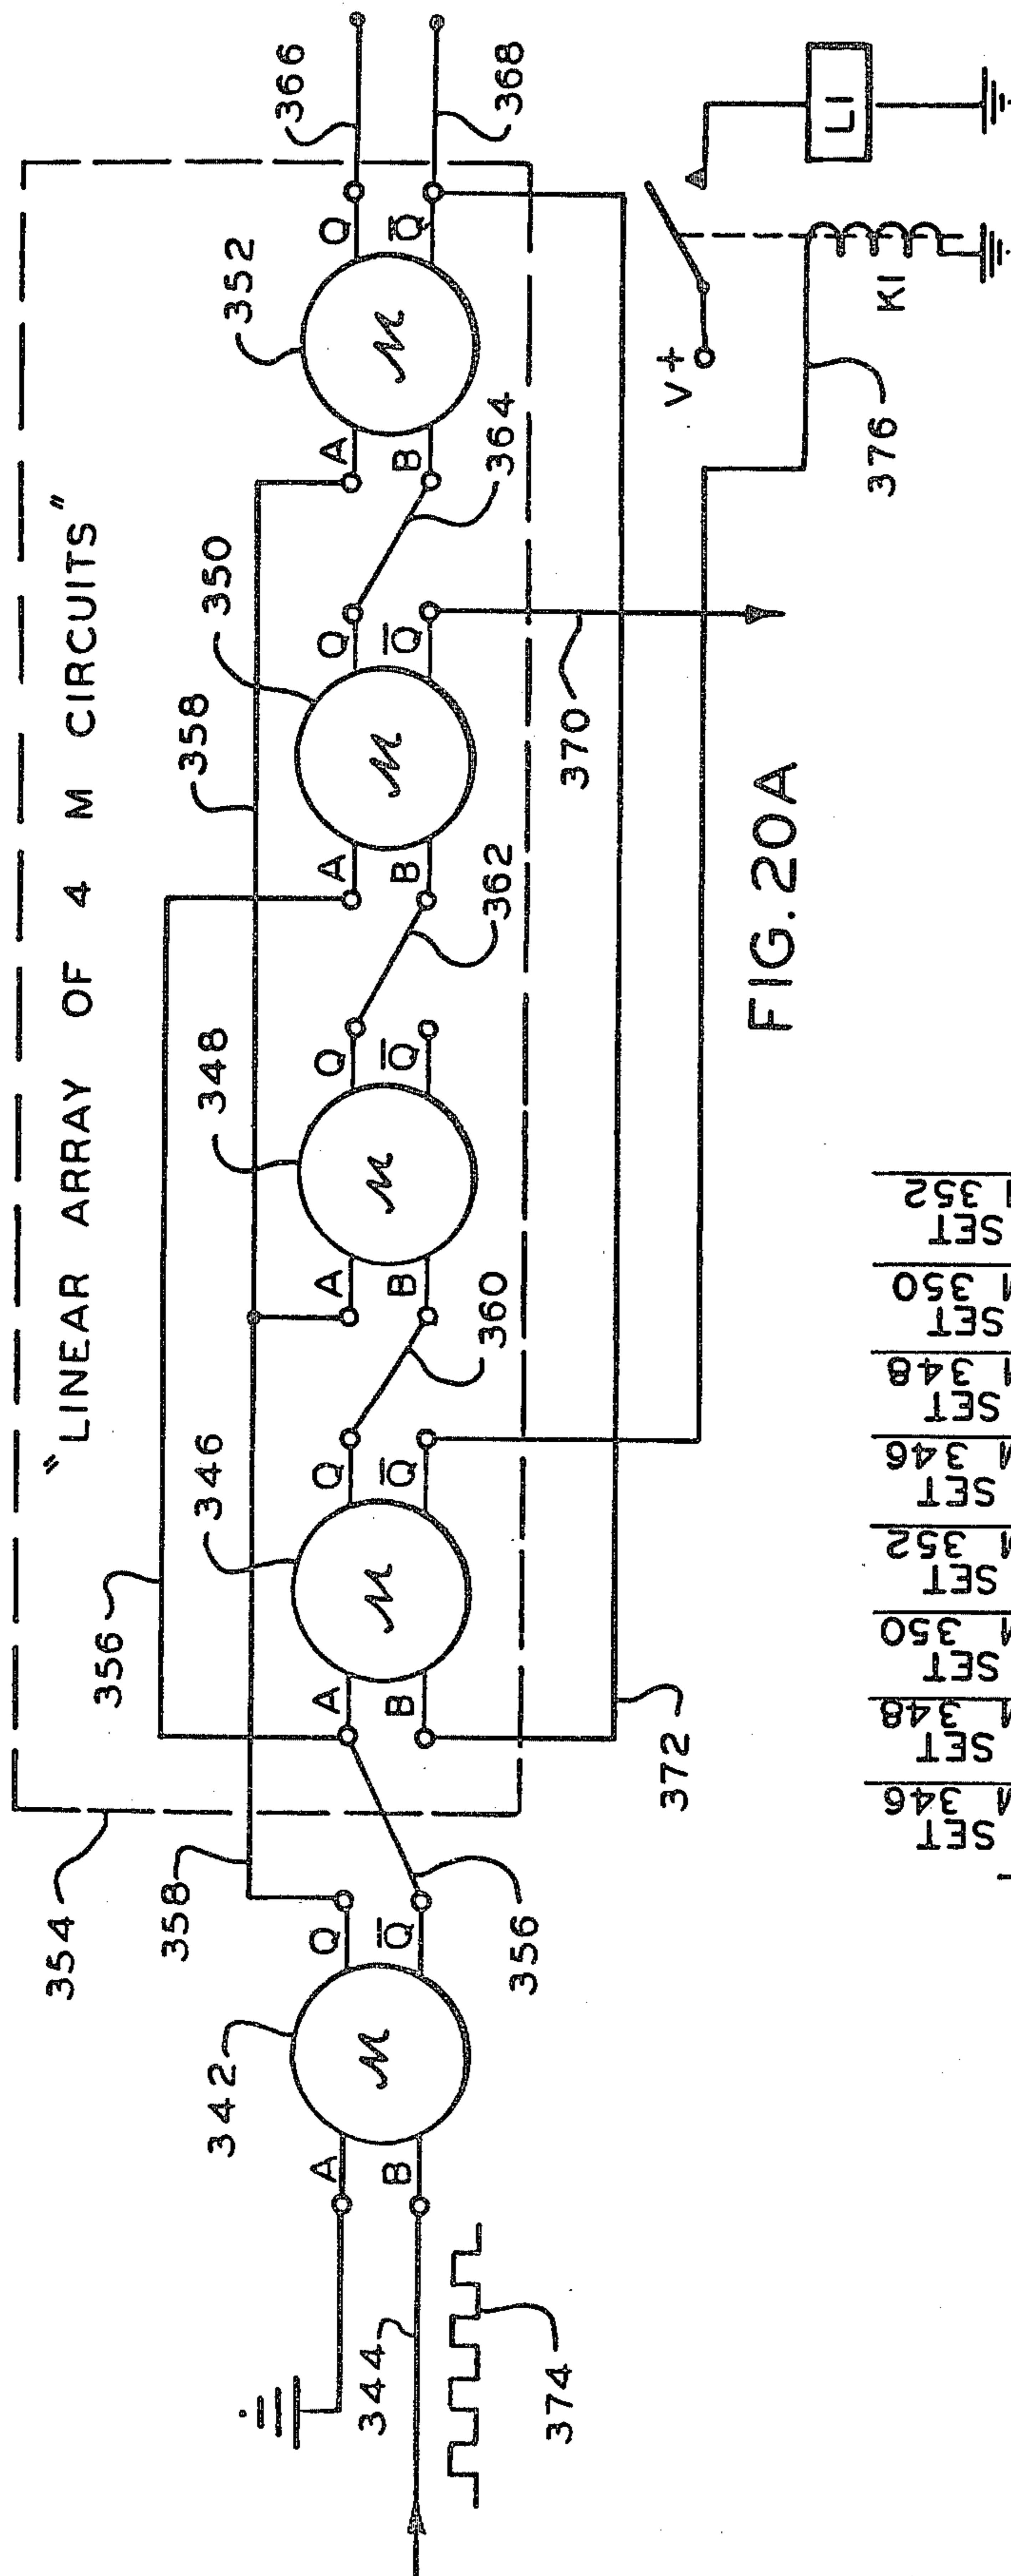 "LINEAR ARRAY OF 4 M CIRCUITS"
354
356
358
346
348
358
350
352
366
342
A
Q
A
Q
A
Q
A
Q
A
Q
M
M
M
M
M
B
Q̅
B
Q̅
B
Q̅
B
Q̅
B
Q̅
344
374
356
360
362
364
368
372
370
V+
376
K1
L1
FIG. 20A
SET
352
SET
350
SET
348
SET
346
SET
352
SET
350
SET
348
SET
346